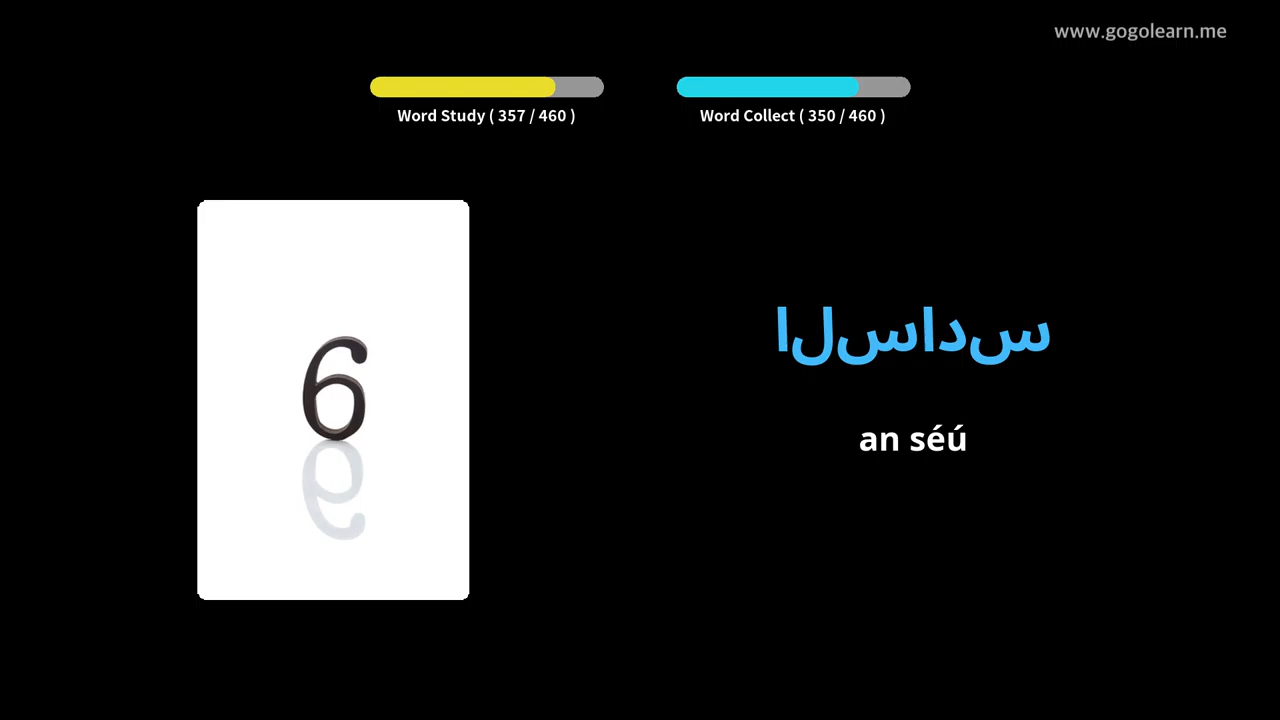 www.gogolearn.me
Word Study ( 357 / 460 )
Word Collect ( 350 / 460 )
6
السادس
an séú